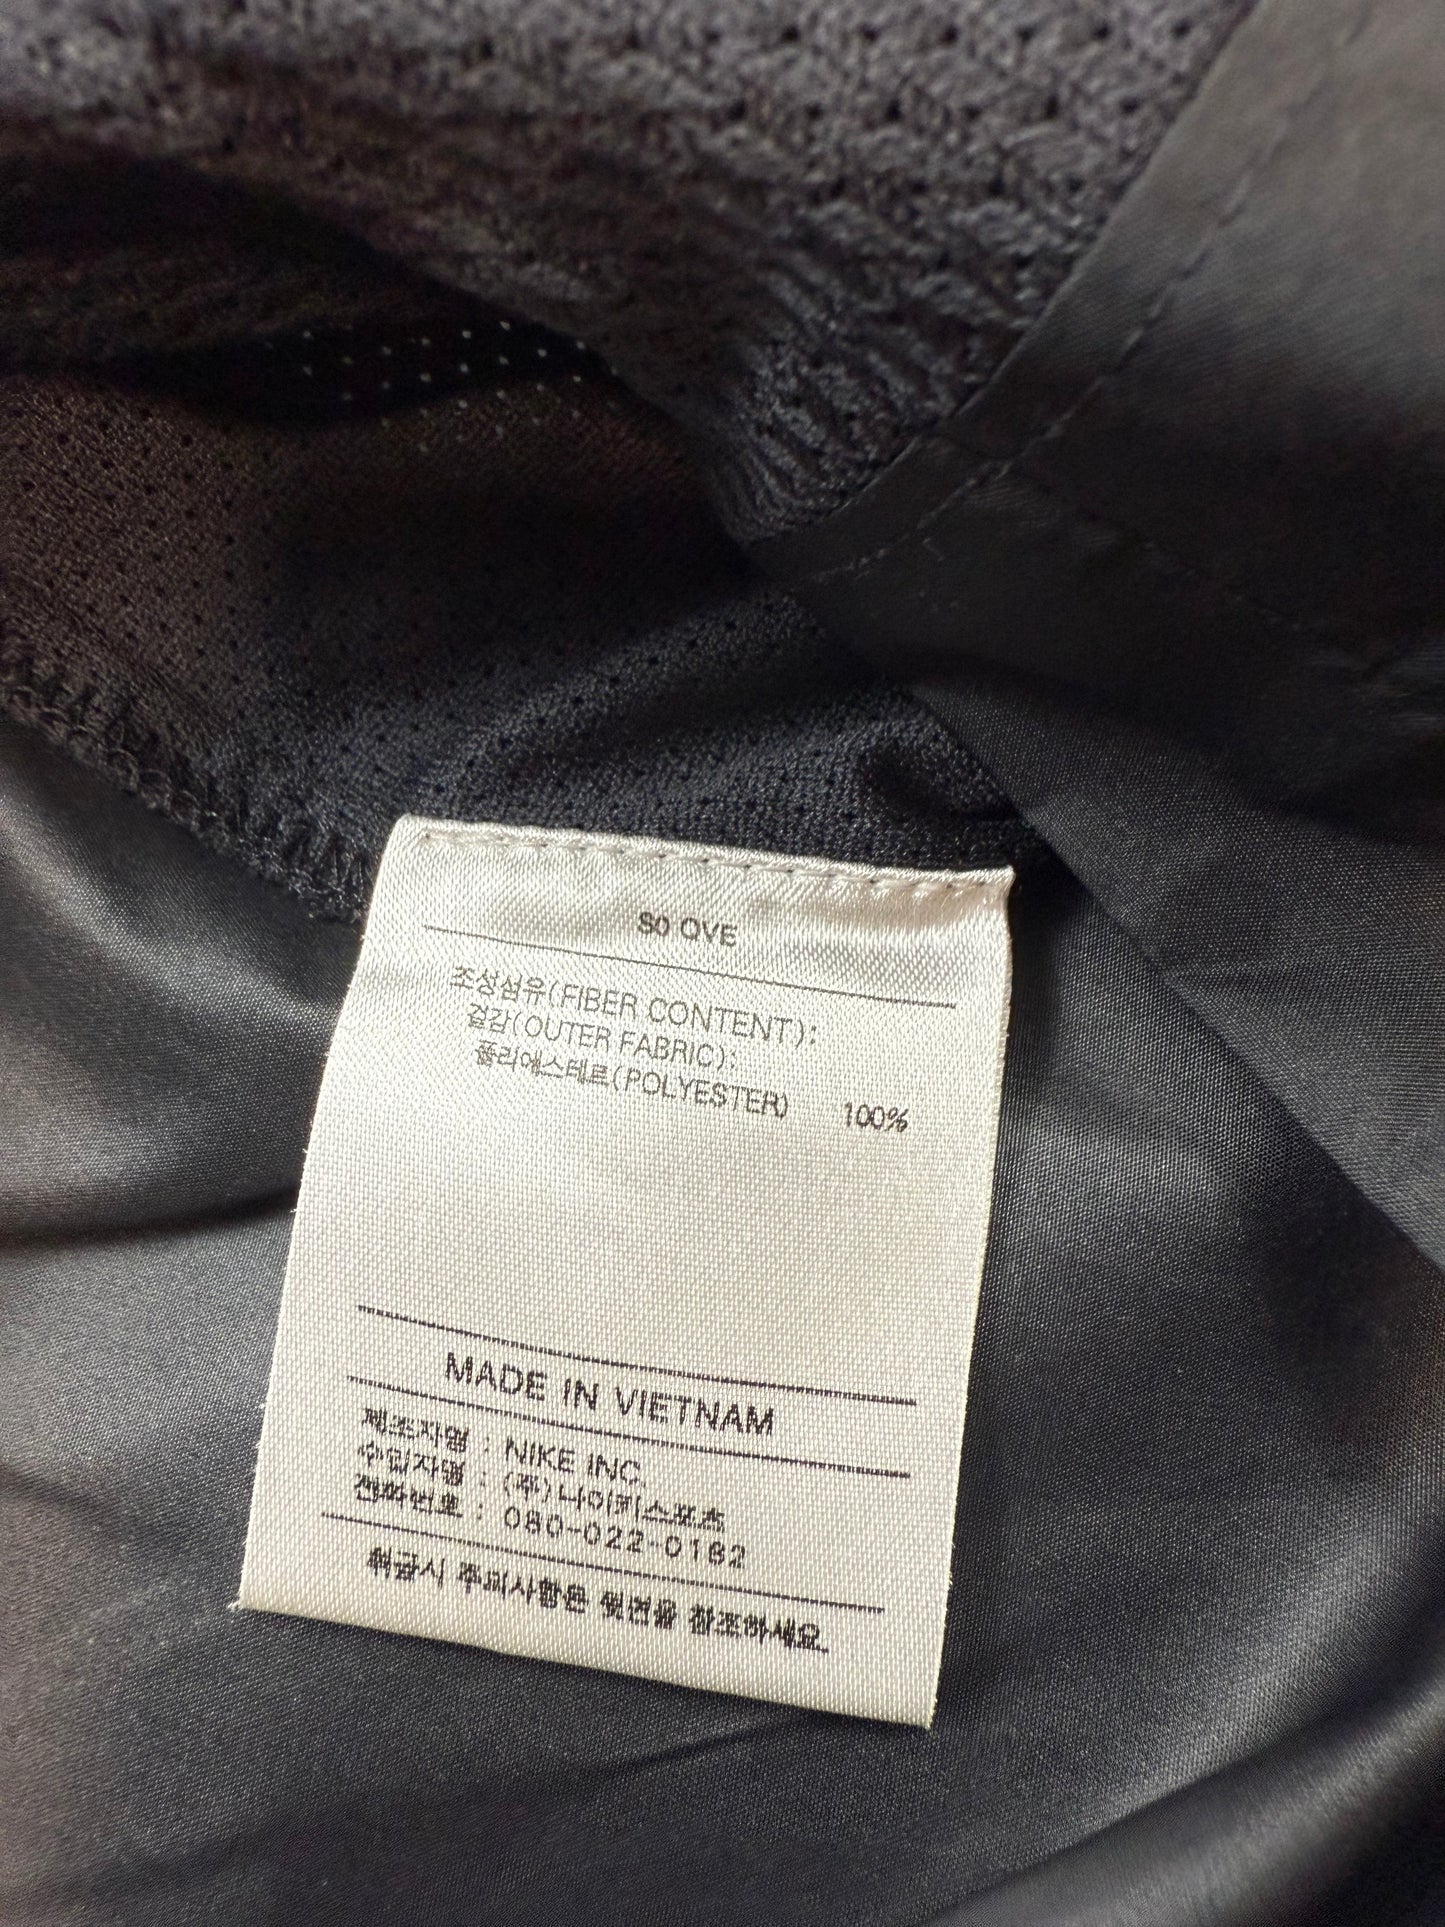 S0 QVE
조성섬유(FIBER CONTENT):
겉감(OUTER FABRIC):
폴리에스테르(POLYESTER) 100%
MADE IN VIETNAM
제조자명 : NIKE INC.
수입자명 : (주)나이키스포츠
전화번호 : 080-022-0182
취급시 주의사항은 뒷면을 참조하세요.